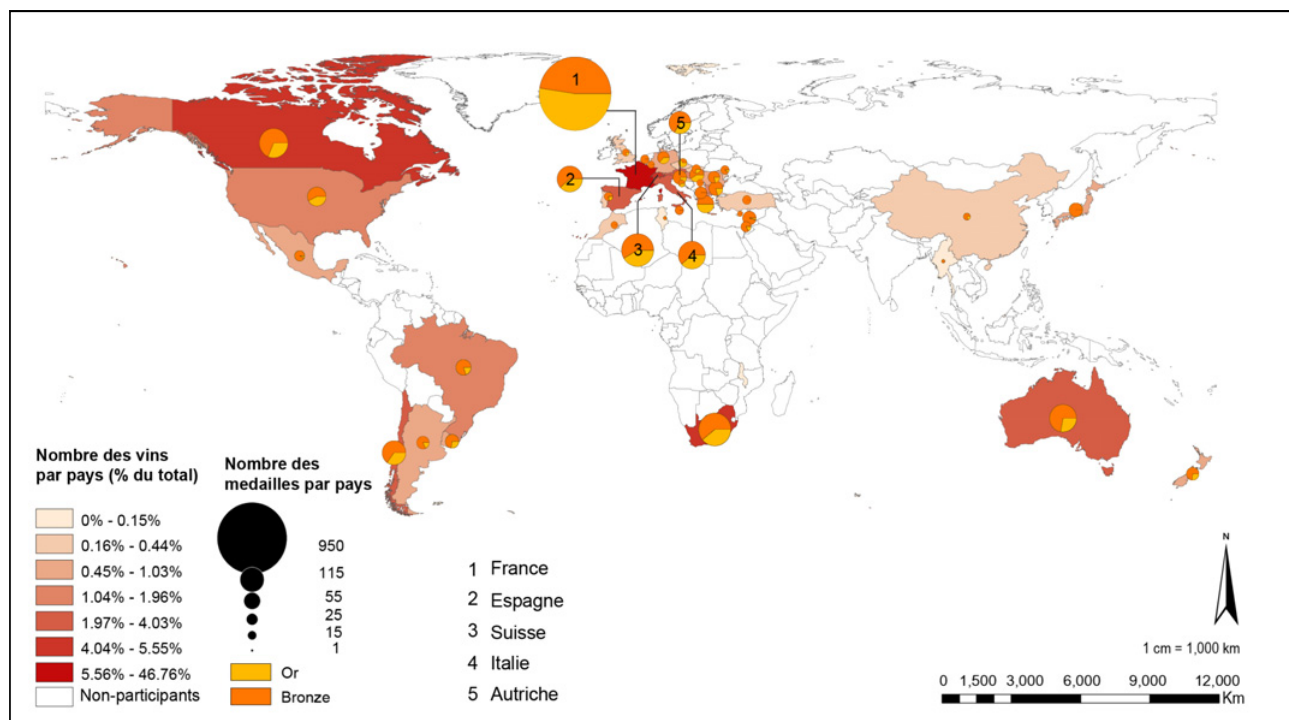 1
5
2
3
4
Nombre des vins
par pays (% du total)
0% - 0.15%
0.16% - 0.44%
0.45% - 1.03%
1.04% - 1.96%
1.97% - 4.03%
4.04% - 5.55%
5.56% - 46.76%
Non-participants
Nombre des
medailles par pays
950
115
55
25
15
1
Or
Bronze
1 France
2 Espagne
3 Suisse
4 Italie
5 Autriche
N
1 cm = 1,000 km
0 1,500 3,000 6,000 9,000 12,000
Km